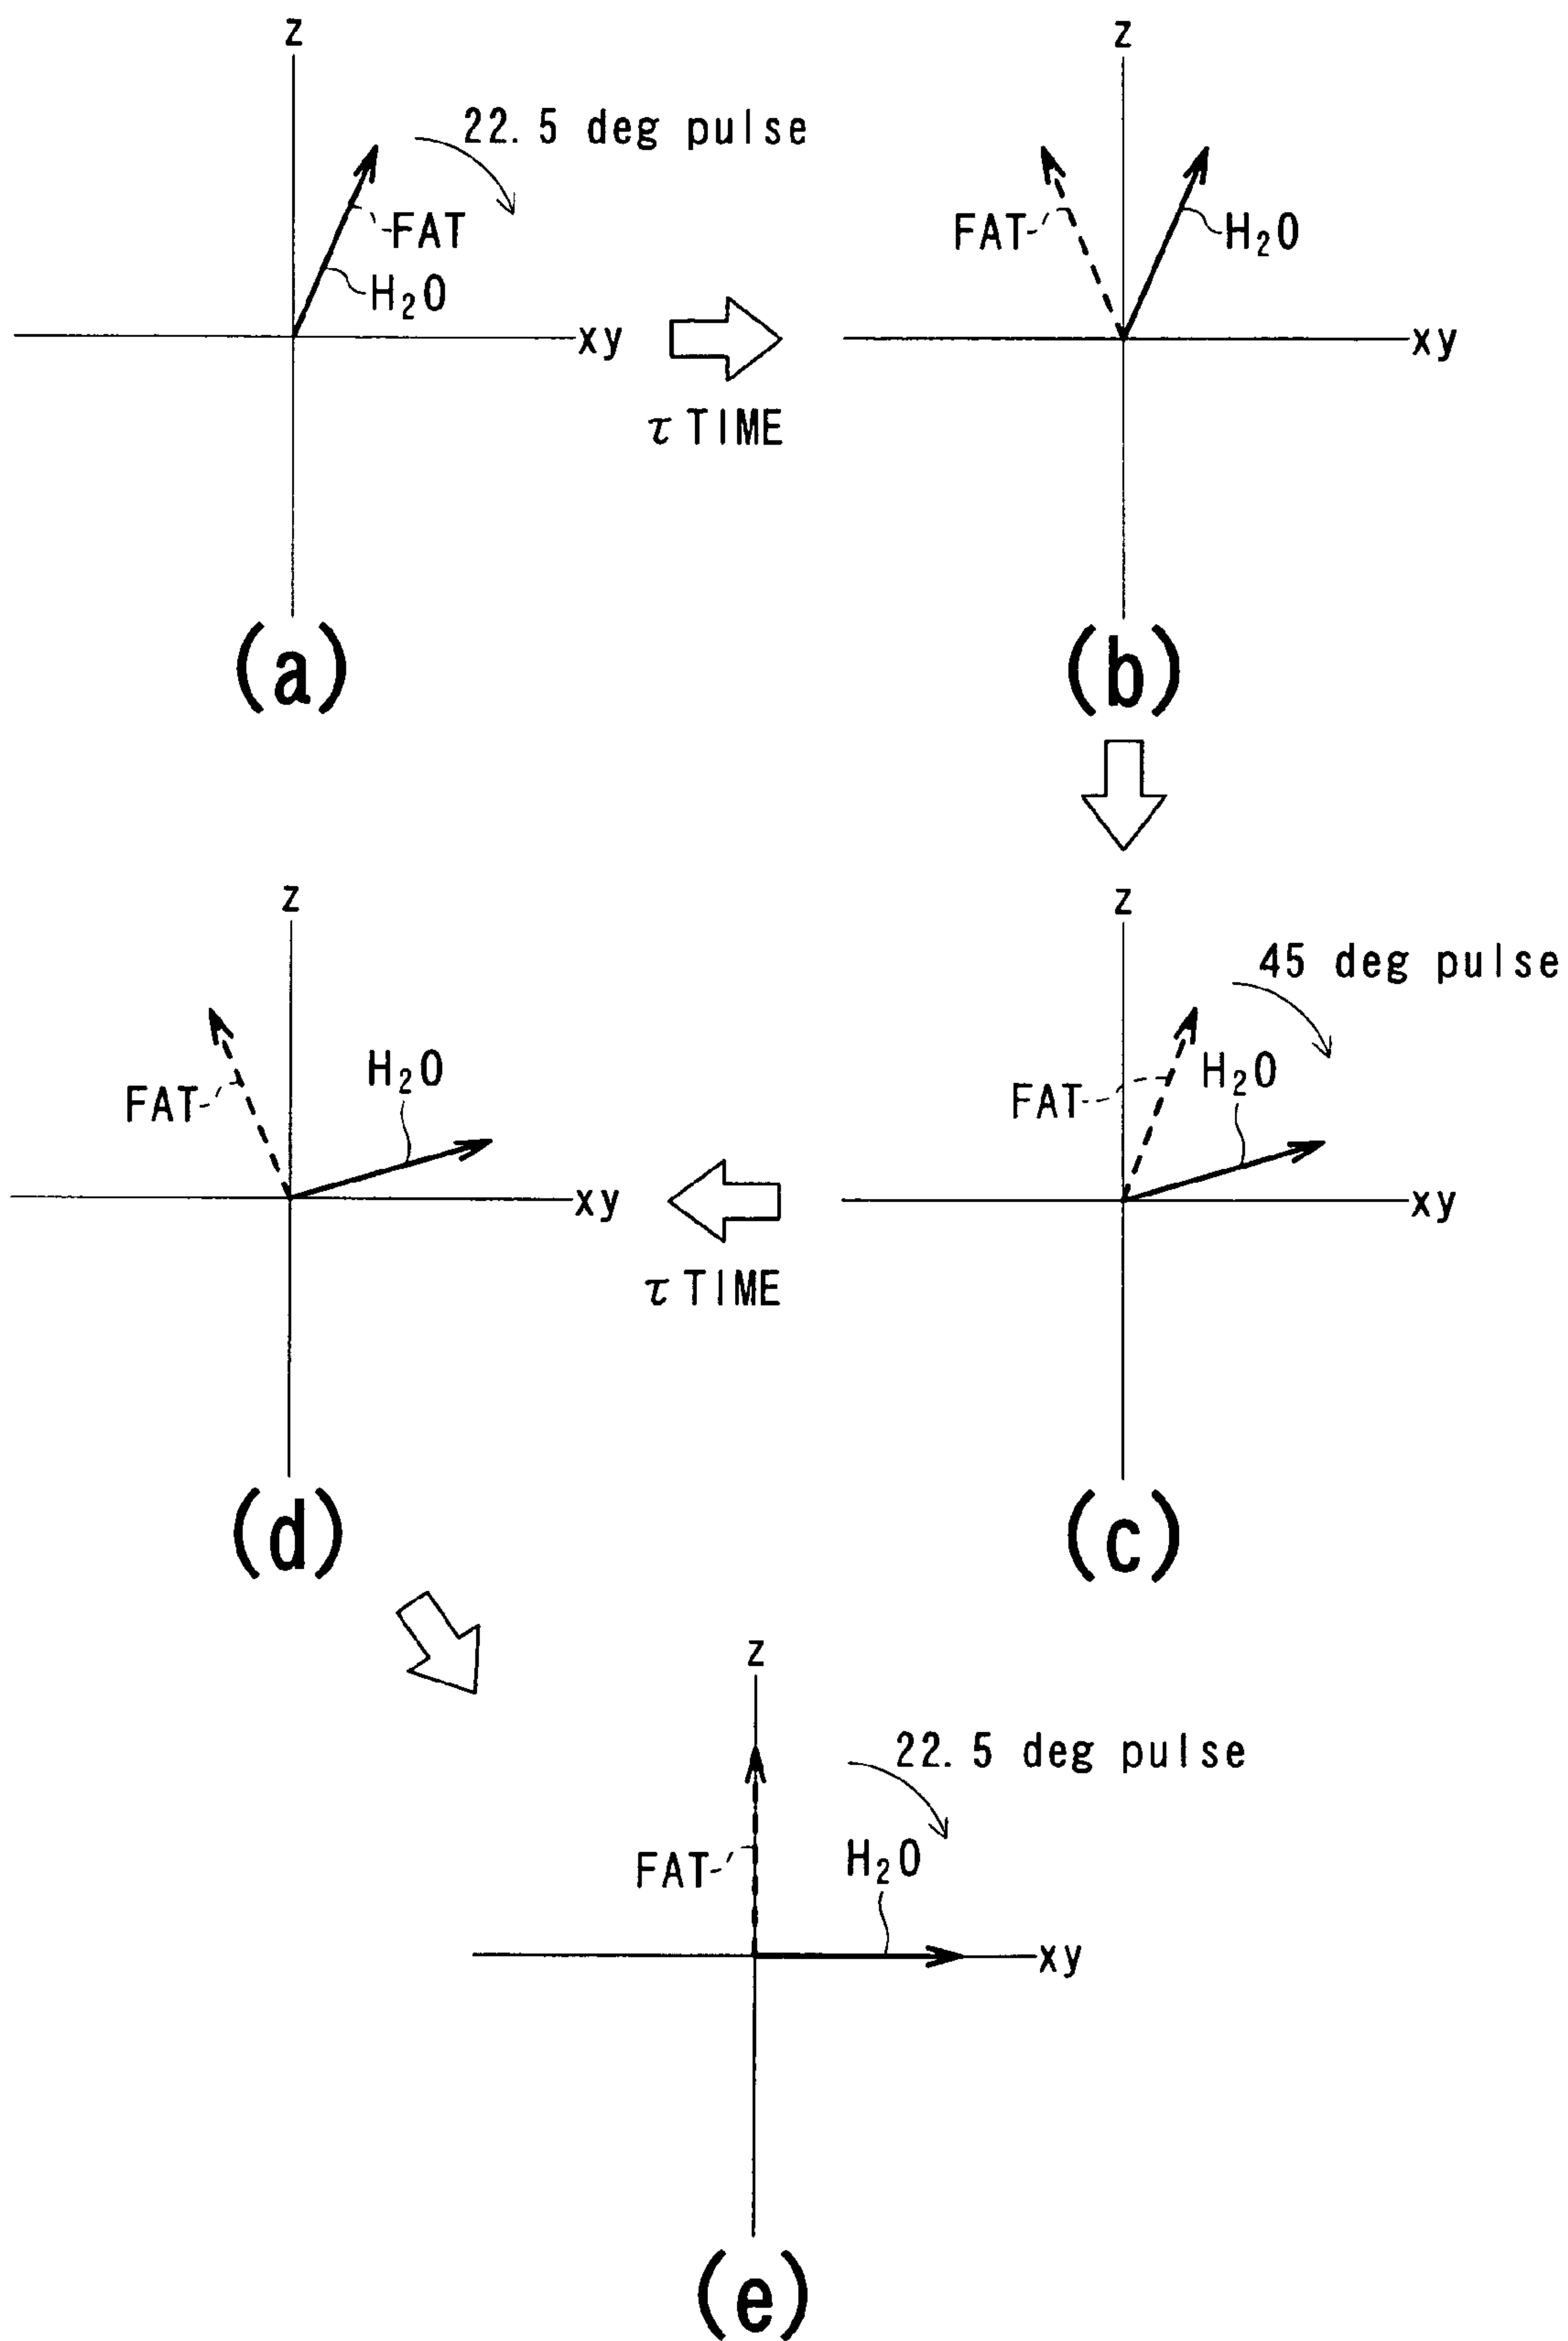 z
22.5 deg pulse
FAT
H₂O
xy
(a)
τ TIME
z
FAT
H₂O
xy
(b)
z
45 deg pulse
H₂O
FAT
xy
(c)
τ TIME
z
H₂O
FAT
xy
(d)
z
22.5 deg pulse
H₂O
FAT
xy
(e)